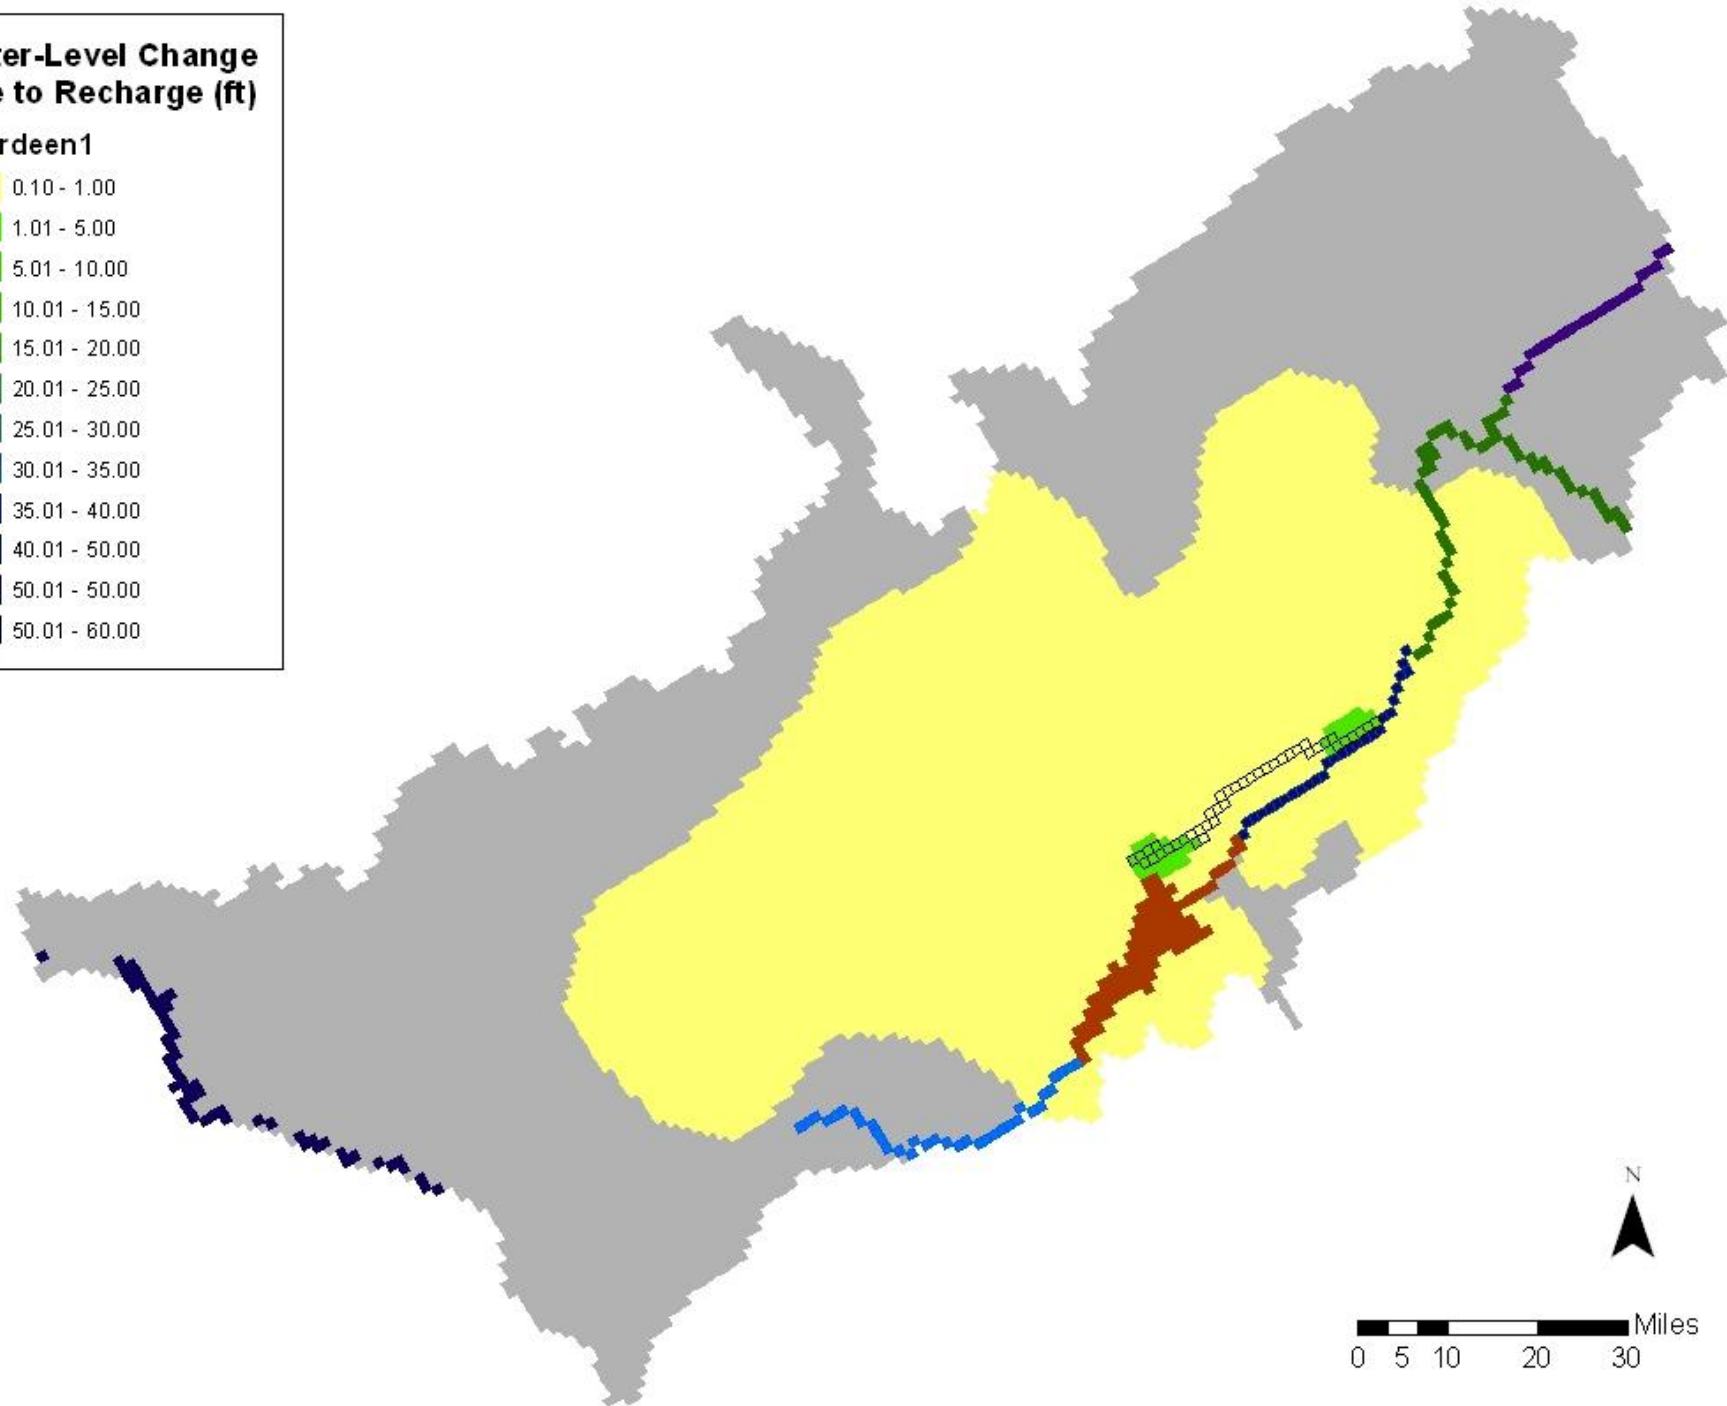 ter-Level Change
e to Recharge (ft)
rdeen1
0.10 - 1.00
1.01 - 5.00
5.01 - 10.00
10.01 - 15.00
15.01 - 20.00
20.01 - 25.00
25.01 - 30.00
30.01 - 35.00
35.01 - 40.00
40.01 - 50.00
50.01 - 50.00
50.01 - 60.00
N
Miles
0 5 10 20 30